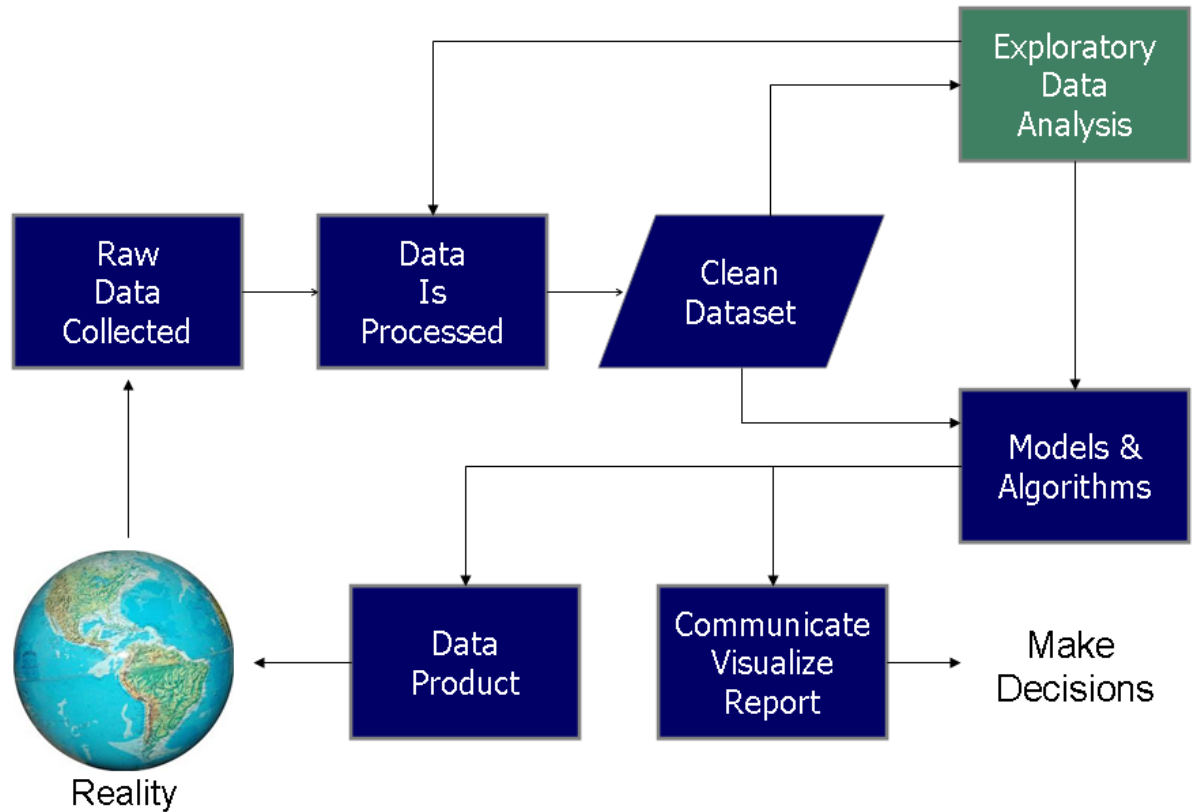 Exploratory
Data
Analysis
Raw
Data
Collected
Data
Is
Processed
Clean
Dataset
Models &
Algorithms
Data
Product
Communicate
Visualize
Report
Make
Decisions
Reality